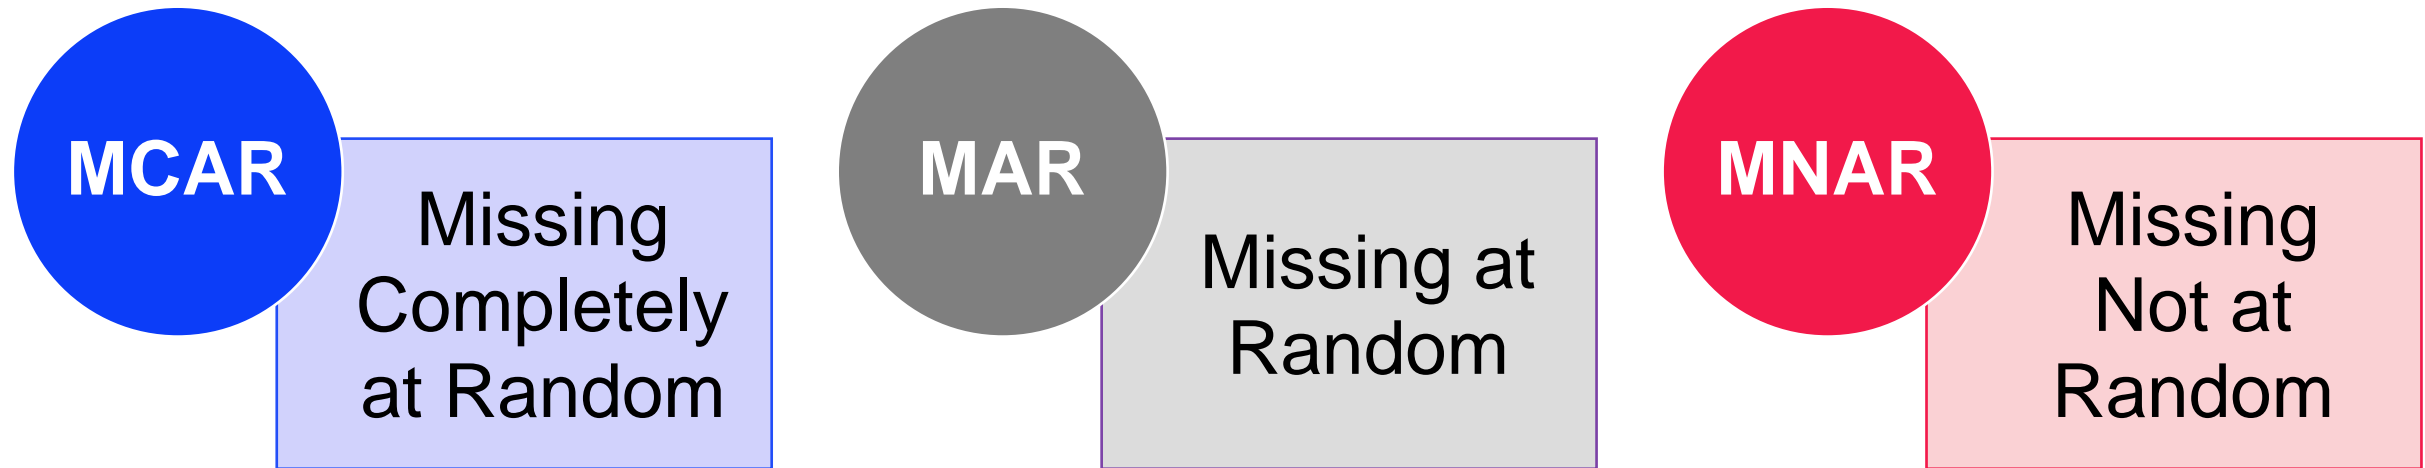 MCAR
Missing
Completely
at Random
MAR
Missing at
Random
MNAR
Missing
Not at
Random